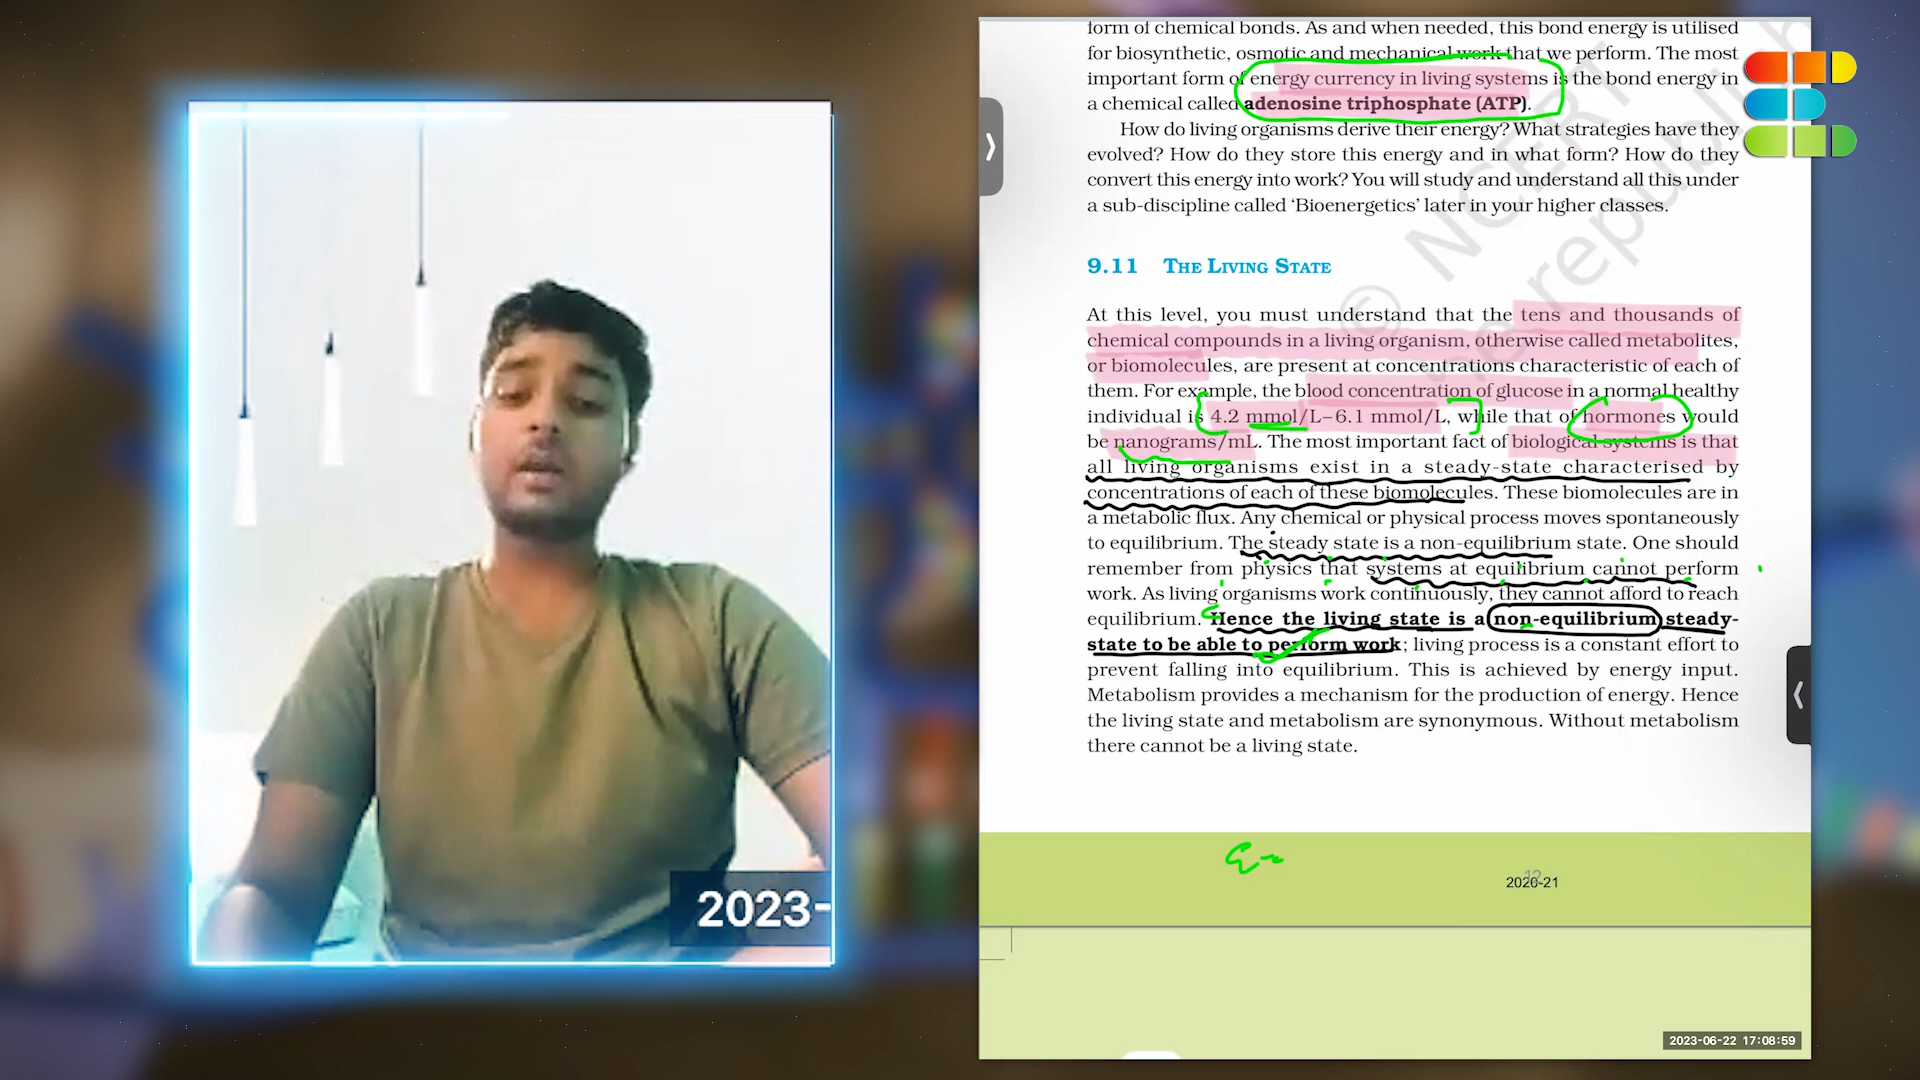 form of chemical bonds. As and when needed, this bond energy is utilised
for biosynthetic, osmotic and mechanical work that we perform. The most
important form of energy currency in living systems is the bond energy in
a chemical called adenosine triphosphate (ATP).
How do living organisms derive their energy? What strategies have they
evolved? How do they store this energy and in what form? How do they
convert this energy into work? You will study and understand all this under
a sub-discipline called ‘Bioenergetics’ later in your higher classes.
9.11 The Living State
At this level, you must understand that the tens and thousands of
chemical compounds in a living organism, otherwise called metabolites,
or biomolecules, are present at concentrations characteristic of each of
them. For example, the blood concentration of glucose in a normal healthy
individual is 4.2 mmol/L–6.1 mmol/L, while that of hormones would
be nanograms/mL. The most important fact of biological systems is that
all living organisms exist in a steady-state characterised by
concentrations of each of these biomolecules. These biomolecules are in
a metabolic flux. Any chemical or physical process moves spontaneously
to equilibrium. The steady state is a non-equilibrium state. One should
remember from physics that systems at equilibrium cannot perform
work. As living organisms work continuously, they cannot afford to reach
equilibrium. Hence the living state is a non-equilibrium steady-
state to be able to perform work; living process is a constant effort to
prevent falling into equilibrium. This is achieved by energy input.
Metabolism provides a mechanism for the production of energy. Hence
the living state and metabolism are synonymous. Without metabolism
there cannot be a living state.
© NCERT
republish
2020-21
12
2023-
2023-06-22 17:08:59